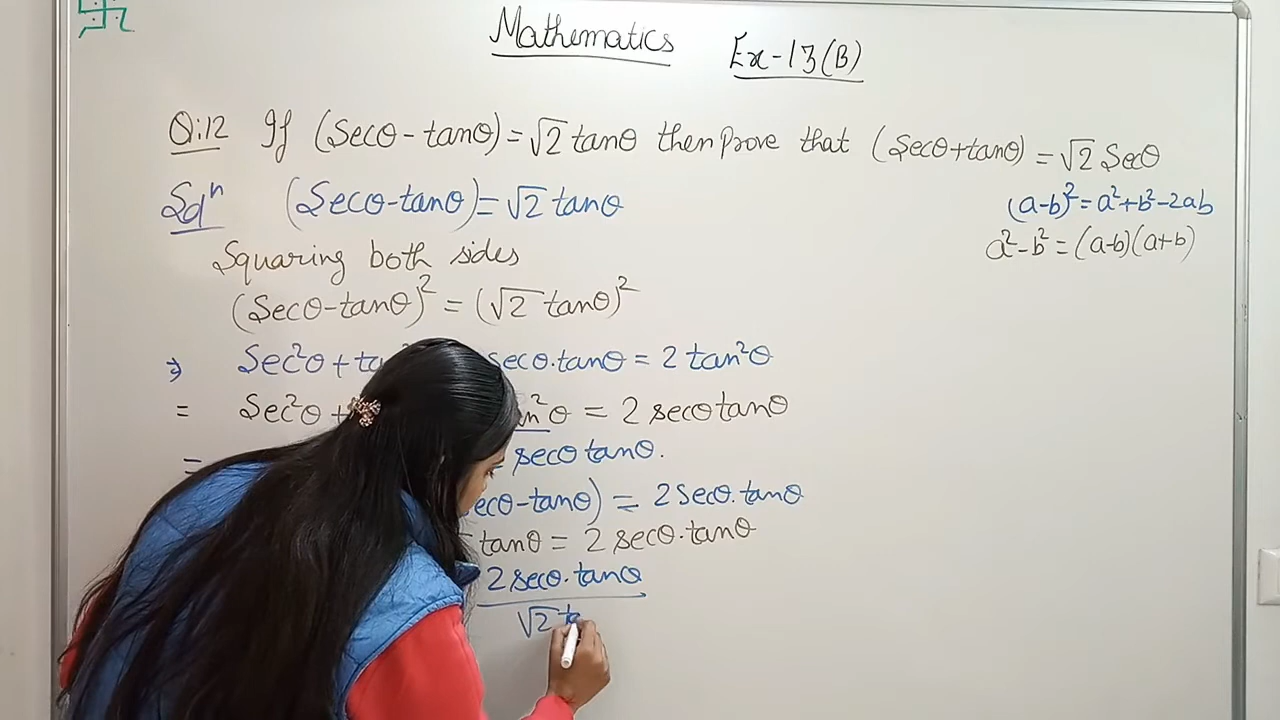 Mathematics Ex-13(B)
Q:12 If (Secθ - tanθ) = √2 tanθ then prove that (Secθ+tanθ) = √2 Secθ
Solⁿ (Secθ-tanθ) = √2 tanθ
(a-b)² = a²+b²-2ab
a²-b² = (a-b)(a+b)
Squaring both sides
(Secθ-tanθ)² = (√2 tanθ)²
⇒ Sec²θ + secθ.tanθ = 2 tan²θ
= Sec²θ + θ = 2 secθ tanθ
= secθ tanθ.
-tanθ) = 2 Secθ.tanθ
tanθ = 2 secθ.tanθ
2 secθ.tanθ
√2